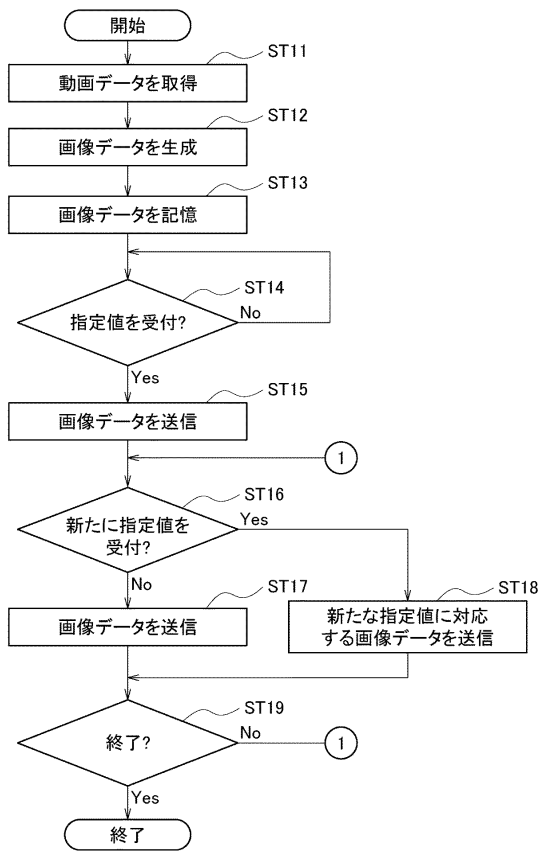 開始
ST11
動画データを取得
ST12
画像データを生成
ST13
画像データを記憶
ST14
指定値を受付?
No
Yes
ST15
画像データを送信
1
ST16
新たに指定値を
受付?
Yes
No
ST17
画像データを送信
ST18
新たな指定値に対応
する画像データを送信
ST19
終了?
No
1
Yes
終了